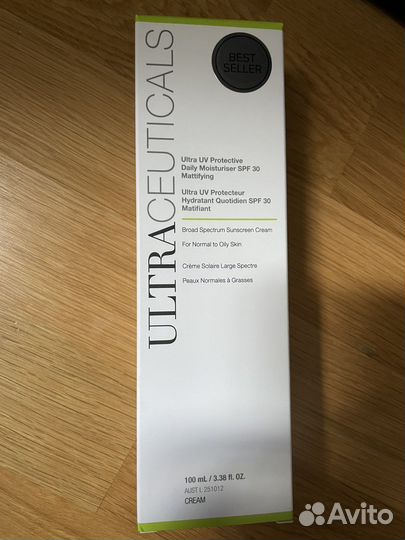 ULTRACEUTICALS
BEST
SELLER
Ultra UV Protective
Daily Moisturiser SPF 30
Mattifying
Ultra UV Protecteur
Hydratant Quotidien SPF 30
Matifiant
Broad Spectrum Sunscreen Cream
For Normal to Oily Skin
Crème Solaire Large Spectre
Peaux Normales à Grasses
100 mL / 3.38 fl. OZ.
AUST L 251012
CREAM
Avito